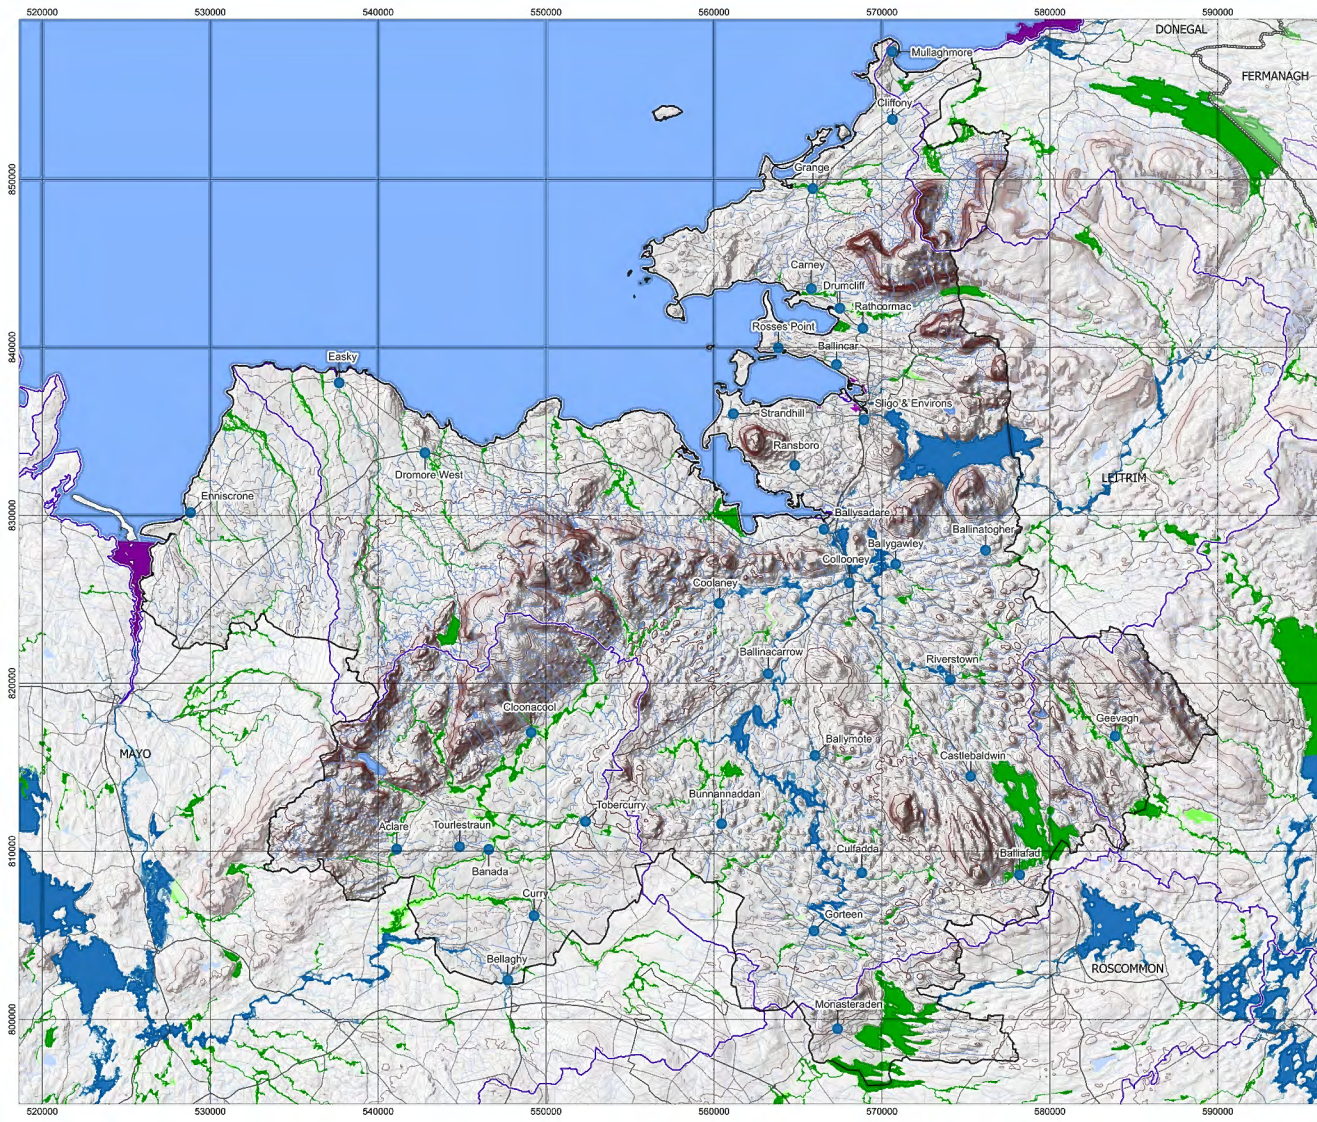 520000 530000 540000 550000 560000 570000 580000 590000
DONEGAL
Mullaghmore
FERMANAGH
Cliffony
850000
Grange
Carney
Drumcliff
Rathcormac
Rosses Point
840000
Ballincar
Easky
Sligo & Environs
Strandhill
Ransboro
Dromore West
LEITRIM
Enniscrone
830000
Ballysadare
Ballinatogher
Ballygawley
Collooney
Coolaney
Ballinacarrow
Riverstown
820000
Cloonacool
Geevagh
Ballymote
MAYO
Castlebaldwin
Bunnannaddan
Tobercurry
Aclare
Tourlestraun
810000
Culfadda
Balliafad
Banada
Curry
Gorteen
Bellaghy
ROSCOMMON
Monasteraden
800000
520000 530000 540000 550000 560000 570000 580000 590000